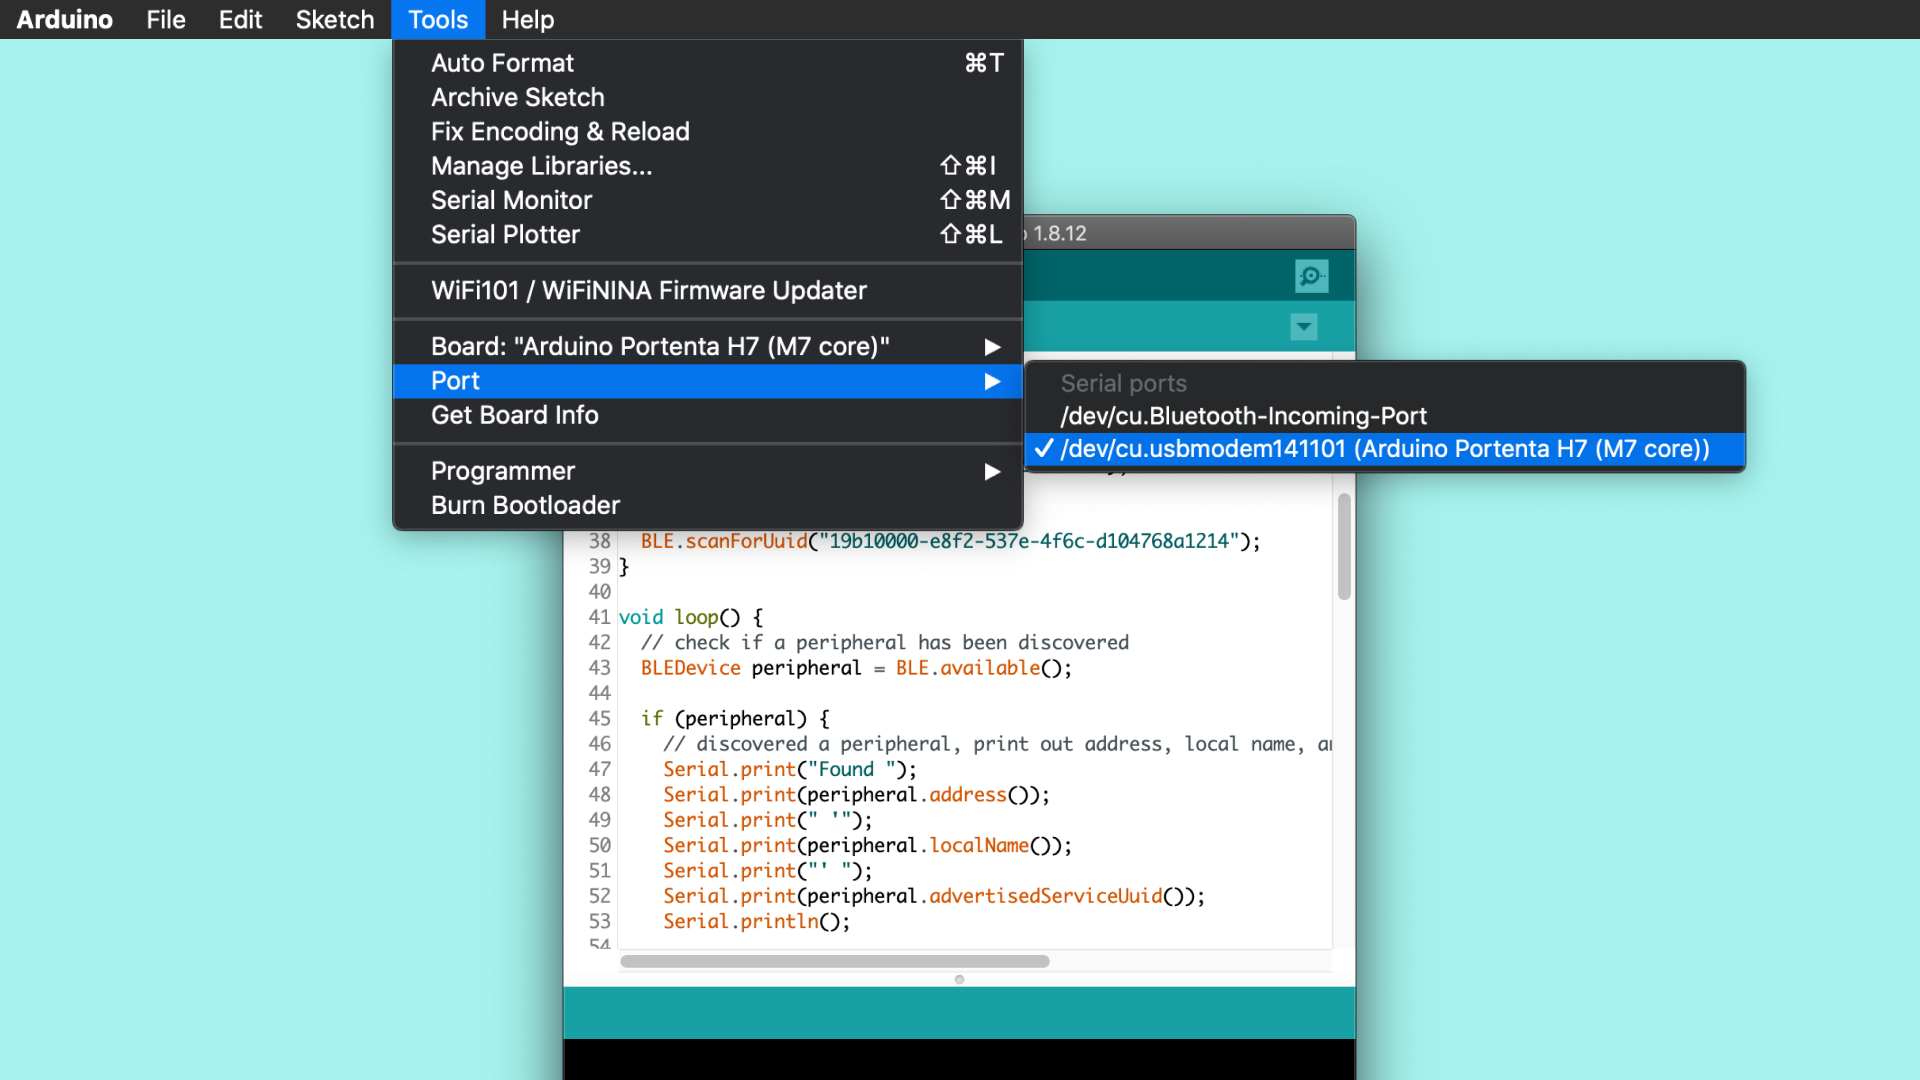 Arduino File Edit Sketch Tools Help
Auto Format ⌘T
Archive Sketch
Fix Encoding & Reload
Manage Libraries... ⇧⌘I
Serial Monitor ⇧⌘M
Serial Plotter ⇧⌘L
WiFi101 / WiFiNINA Firmware Updater
Board: "Arduino Portenta H7 (M7 core)" ▶
Port ▶
Get Board Info
Programmer ▶
Burn Bootloader
1.8.12
Serial ports
/dev/cu.Bluetooth-Incoming-Port
✓ /dev/cu.usbmodem141101 (Arduino Portenta H7 (M7 core))
38 BLE.scanForUuid("19b10000-e8f2-537e-4f6c-d104768a1214");
39 }
40
41 void loop() {
42 // check if a peripheral has been discovered
43 BLEDevice peripheral = BLE.available();
44
45 if (peripheral) {
46 // discovered a peripheral, print out address, local name,
47 Serial.print("Found ");
48 Serial.print(peripheral.address());
49 Serial.print(" '");
50 Serial.print(peripheral.localName());
51 Serial.print("' ");
52 Serial.print(peripheral.advertisedServiceUuid());
53 Serial.println();
54